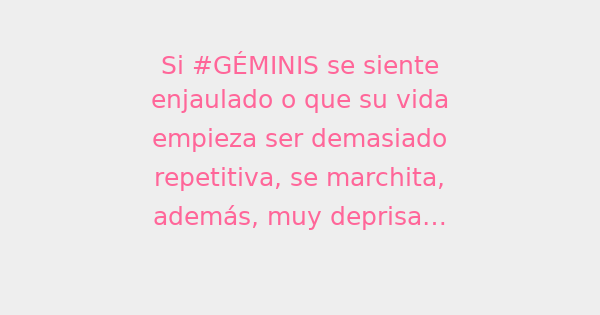 Si #GÉMINIS se siente
enjaulado o que su vida
empieza ser demasiado
repetitiva, se marchita,
además, muy deprisa...